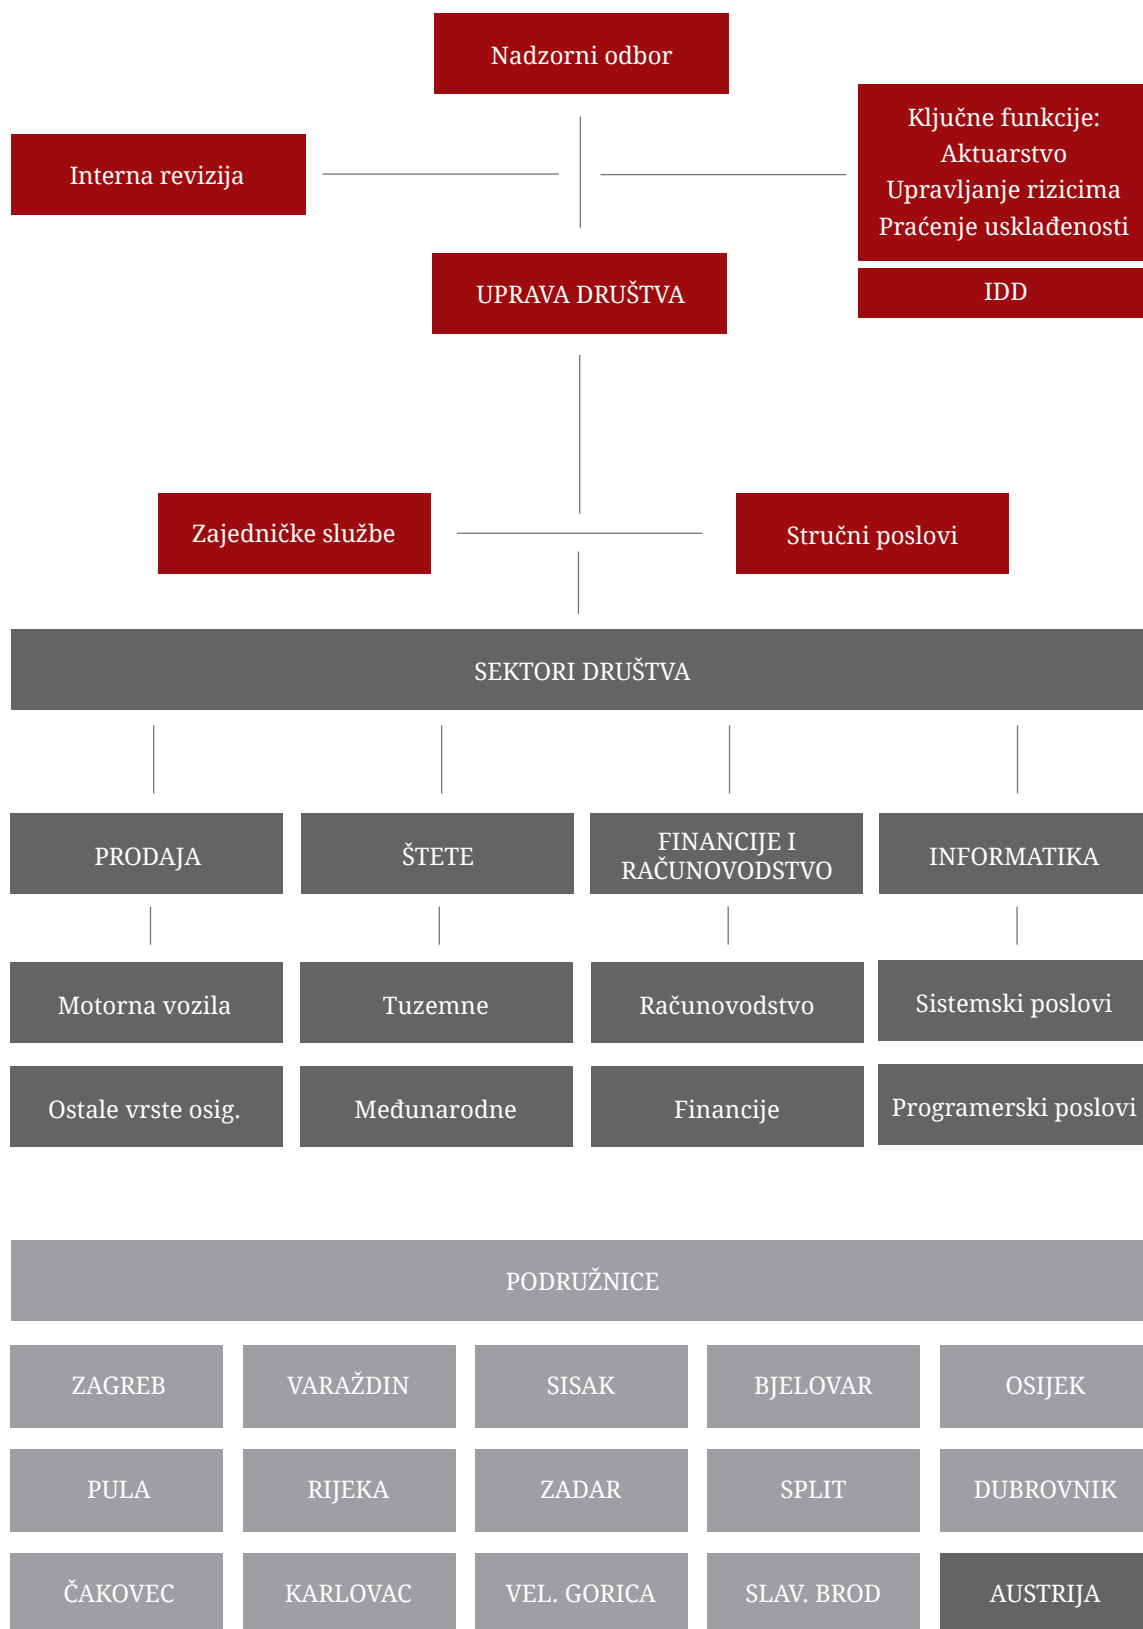 Nadzorni odbor
Interna revizija
Ključne funkcije:
Aktuarstvo
Upravljanje rizicima
Praćenje usklađenosti
IDD
UPRAVA DRUŠTVA
Zajedničke službe
Stručni poslovi
SEKTORI DRUŠTVA
PRODAJA
ŠTETE
FINANCIJE I
RAČUNOVODSTVO
INFORMATIKA
Motorna vozila
Tuzemne
Računovodstvo
Sistemski poslovi
Ostale vrste osig.
Međunarodne
Financije
Programerski poslovi
PODRUŽNICE
ZAGREB
VARAŽDIN
SISAK
BJELOVAR
OSIJEK
PULA
RIJEKA
ZADAR
SPLIT
DUBROVNIK
ČAKOVEC
KARLOVAC
VEL. GORICA
SLAV. BROD
AUSTRIJA